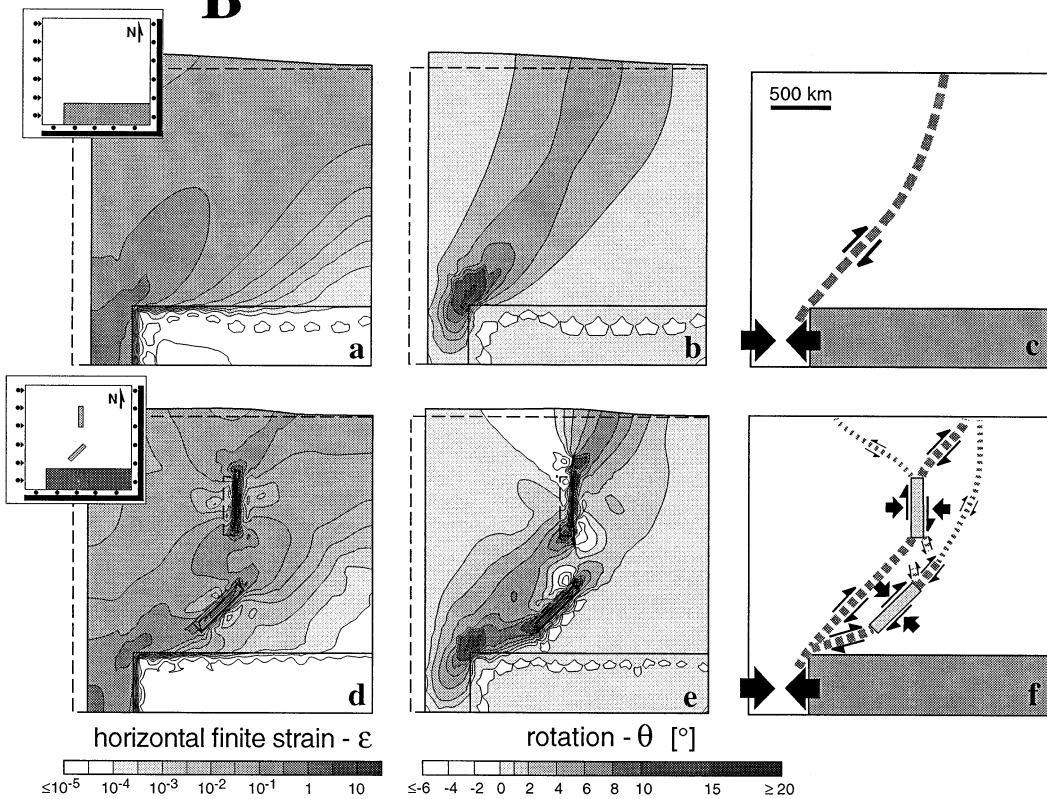 B
N
a
b
500 km
c
N
d
e
f
horizontal finite strain - ε
≤10-5 10-4 10-3 10-2 10-1 1 10
rotation - θ [°]
≤-6 -4 -2 0 2 4 6 8 10 15 ≥ 20